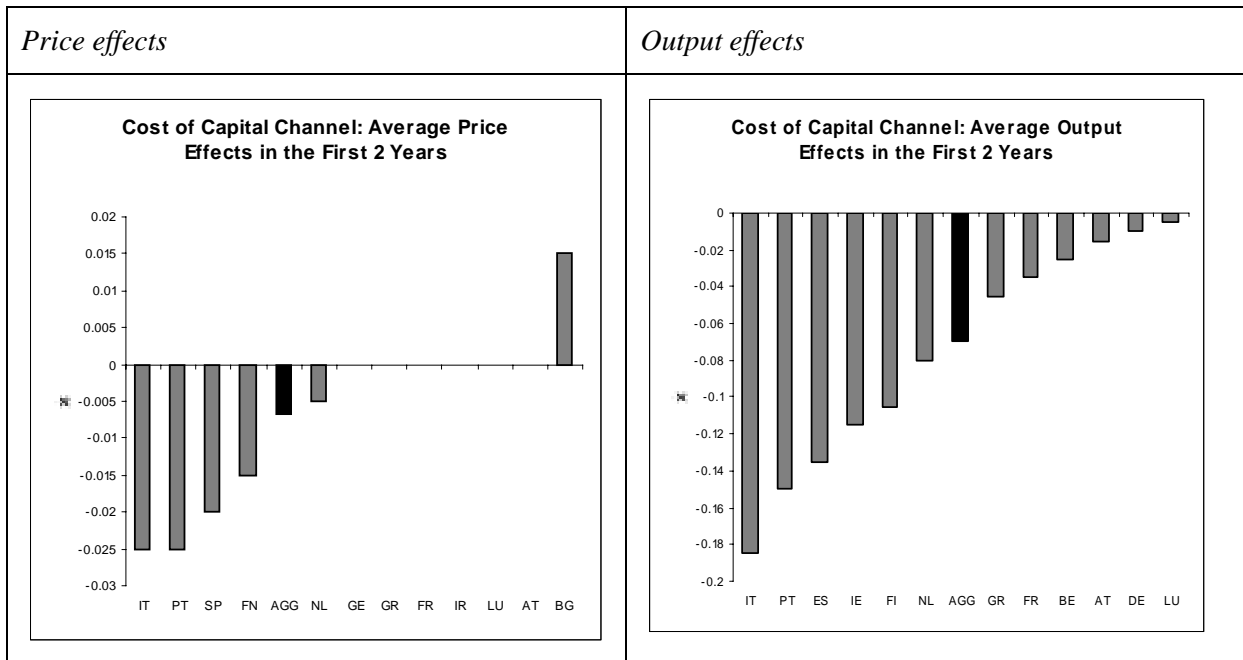 Price effects
Output effects
Cost of Capital Channel: Average Price
Effects in the First 2 Years
0.02
0.015
0.01
0.005
0
-0.005
-0.01
-0.015
-0.02
-0.025
-0.03
IT PT SP FN AGG NL GE GR FR IR LU AT BG
Cost of Capital Channel: Average Output
Effects in the First 2 Years
0
-0.02
-0.04
-0.06
-0.08
-0.1
-0.12
-0.14
-0.16
-0.18
-0.2
IT PT ES IE FI NL AGG GR FR BE AT DE LU